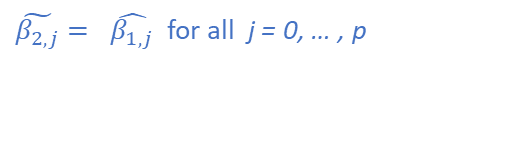 β̃₂,ⱼ = β̂₁,ⱼ for all j = 0, ... , p